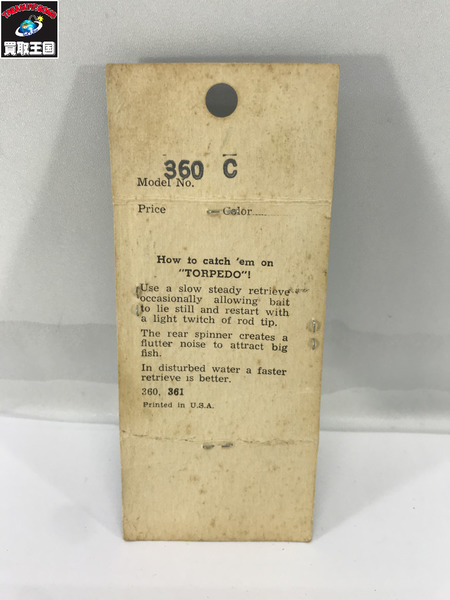 TREASURE KING
買取王国
360 C
Model No.
Price Color
How to catch 'em on
"TORPEDO"!
Use a slow steady retrieve
occasionally allowing bait
to lie still and restart with
a light twitch of rod tip.
The rear spinner creates a
flutter noise to attract big
fish.
In disturbed water a faster
retrieve is better.
360, 361
Printed in U.S.A.